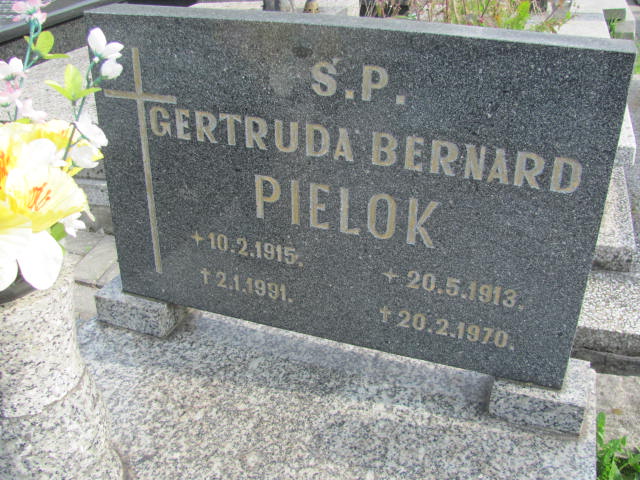 S.P.
GERTRUDA BERNARD
PIELOK
+ 10.2.1915. + 20.5.1913.
† 2.1.1991. † 20.2.1970.